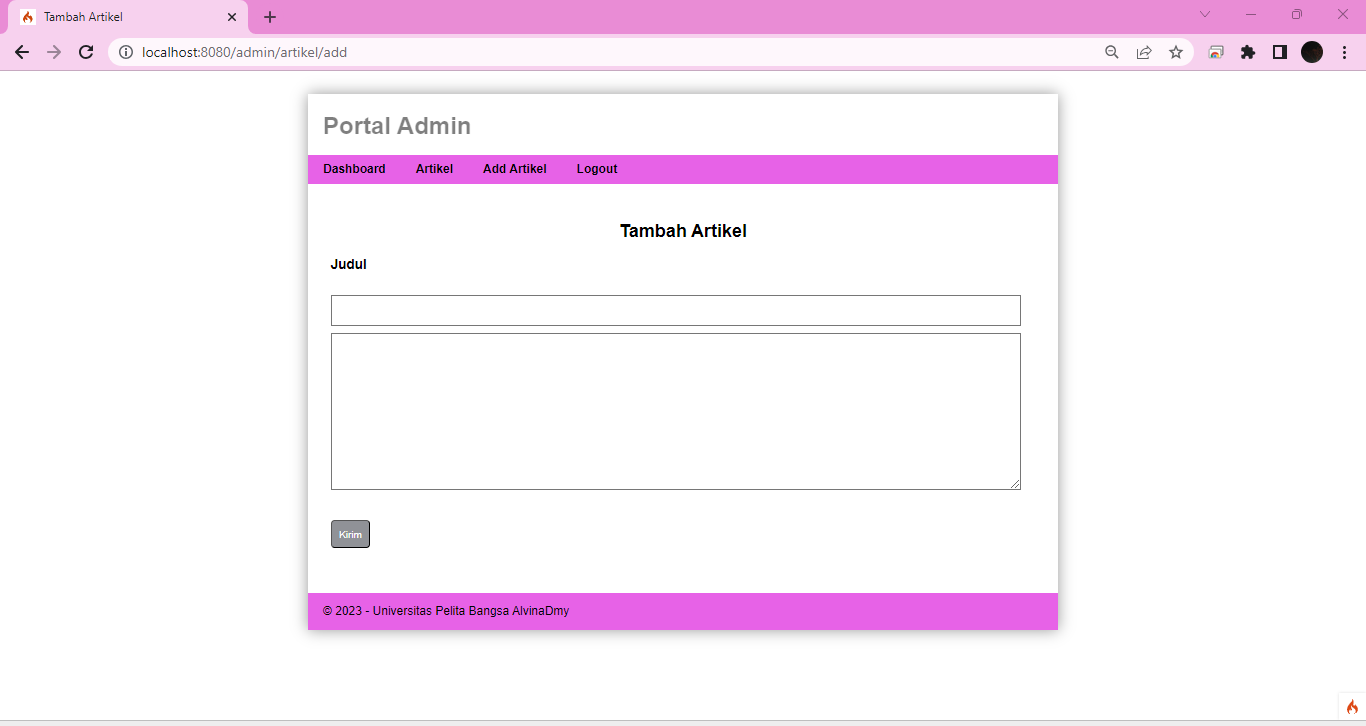 Tambah Artikel
localhost:8080/admin/artikel/add
Portal Admin
Dashboard Artikel Add Artikel Logout
Tambah Artikel
Judul
Kirim
© 2023 - Universitas Pelita Bangsa AlvinaDmy